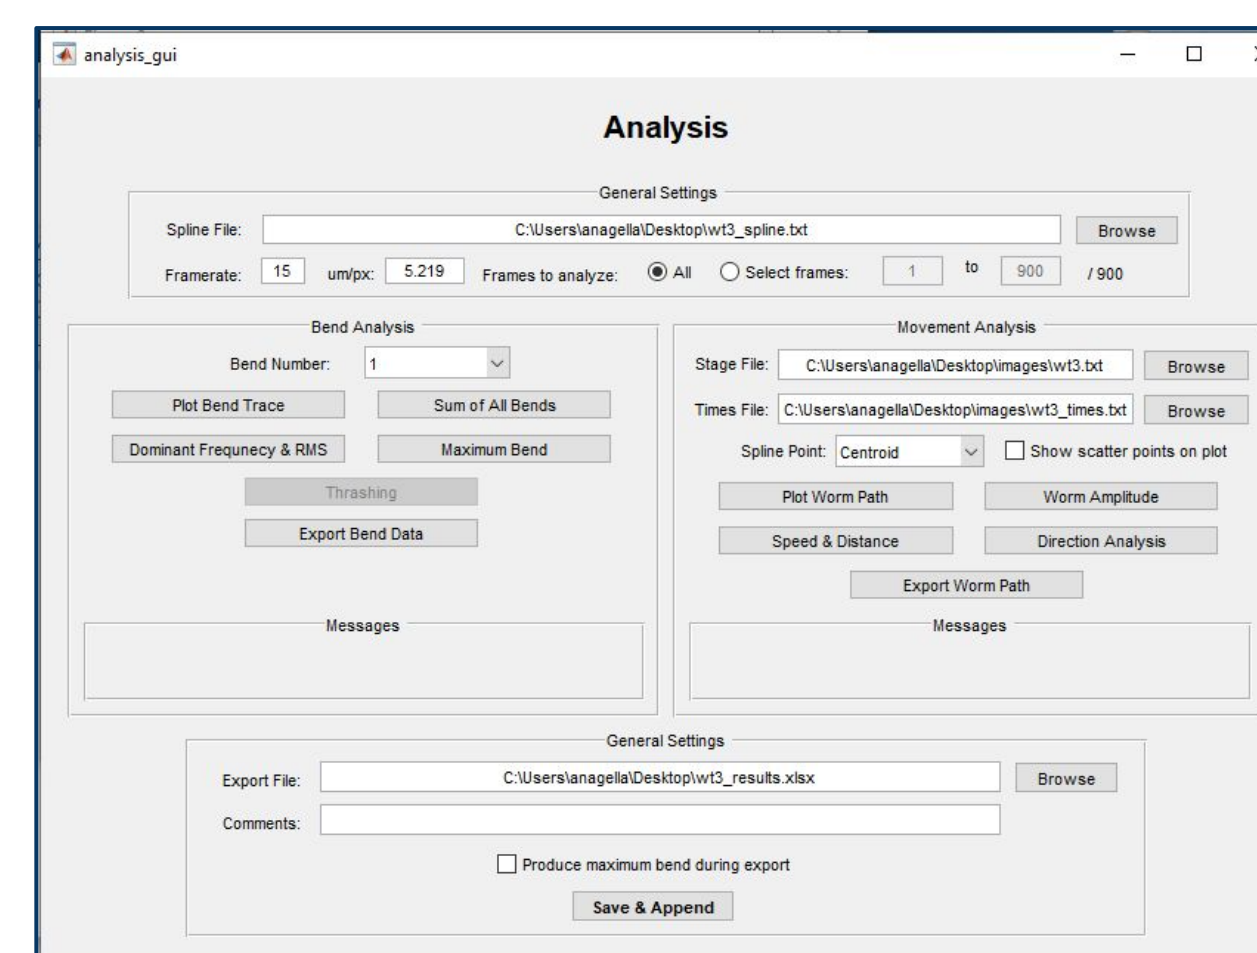 analysis_gui
Analysis
General Settings
Spline File: C:\Users\anagella\Desktop\wt3_spline.txt Browse
Framerate: 15 um/px: 5.219 Frames to analyze: All Select frames: 1 to 900 / 900
Bend Analysis
Bend Number: 1
Plot Bend Trace Sum of All Bends
Dominant Frequnecy & RMS Maximum Bend
Thrashing
Export Bend Data
Messages
Movement Analysis
Stage File: C:\Users\anagella\Desktop\images\wt3.txt Browse
Times File: C:\Users\anagella\Desktop\images\wt3_times.txt Browse
Spline Point: Centroid Show scatter points on plot
Plot Worm Path Worm Amplitude
Speed & Distance Direction Analysis
Export Worm Path
Messages
General Settings
Export File: C:\Users\anagella\Desktop\wt3_results.xlsx Browse
Comments:
Produce maximum bend during export
Save & Append